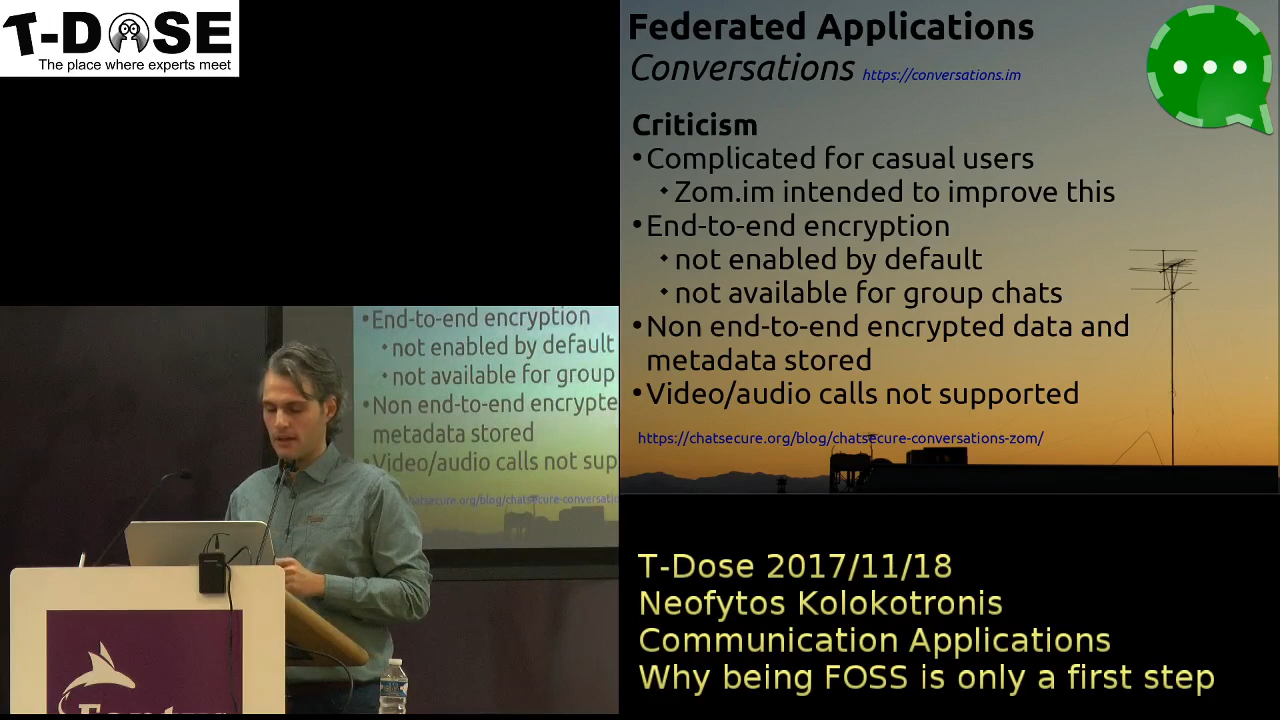 T-DOSE
The place where experts meet
Federated Applications
Conversations https://conversations.im
Criticism
•Complicated for casual users
Zom.im intended to improve this
•End-to-end encryption
not enabled by default
not available for group chats
•Non end-to-end encrypted data and
metadata stored
•Video/audio calls not supported
https://chatsecure.org/blog/chatsecure-conversations-zom/
•End-to-end encryption
not enabled by default
not available for group
•Non end-to-end encrypte
metadata stored
•Video/audio calls not sup
hatsecure.org/blog/chatsecure-conversatio
T-Dose 2017/11/18
Neofytos Kolokotronis
Communication Applications
Why being FOSS is only a first step